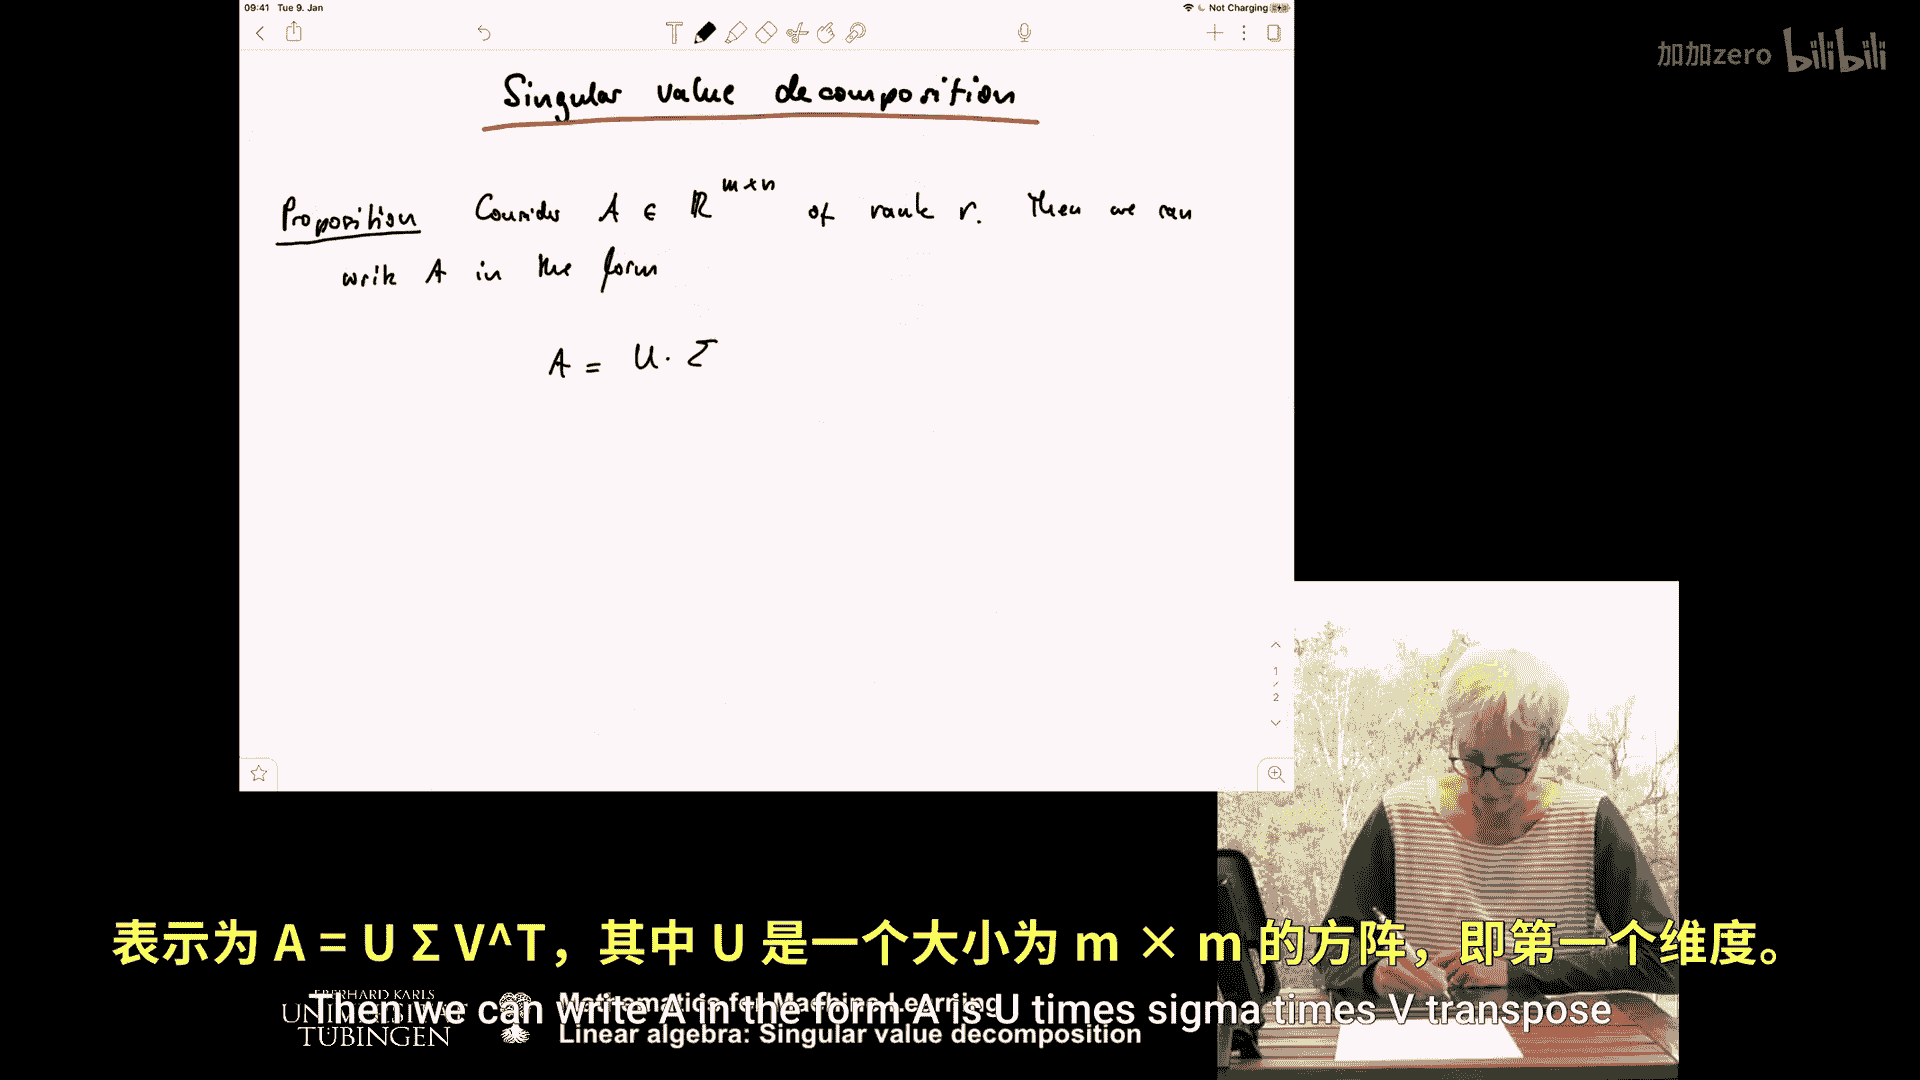 09:41 Tue 9. Jan
Not Charging
加加zero bilibili
Singular value decomposition
Proposition Consider A ∈ ℝ^{m×n} of rank r. Then we can
write A in the form
A = U · Σ
1
/
2
表示为 A = U Σ V^T，其中 U 是一个大小为 m × m 的方阵，即第一个维度。
Then we can write A in the form A is U times sigma times V transpose
EBERHARD KARLS
UNIVERSITÄT
TÜBINGEN
Mathematics for Machine Learning
Linear algebra: Singular value decomposition